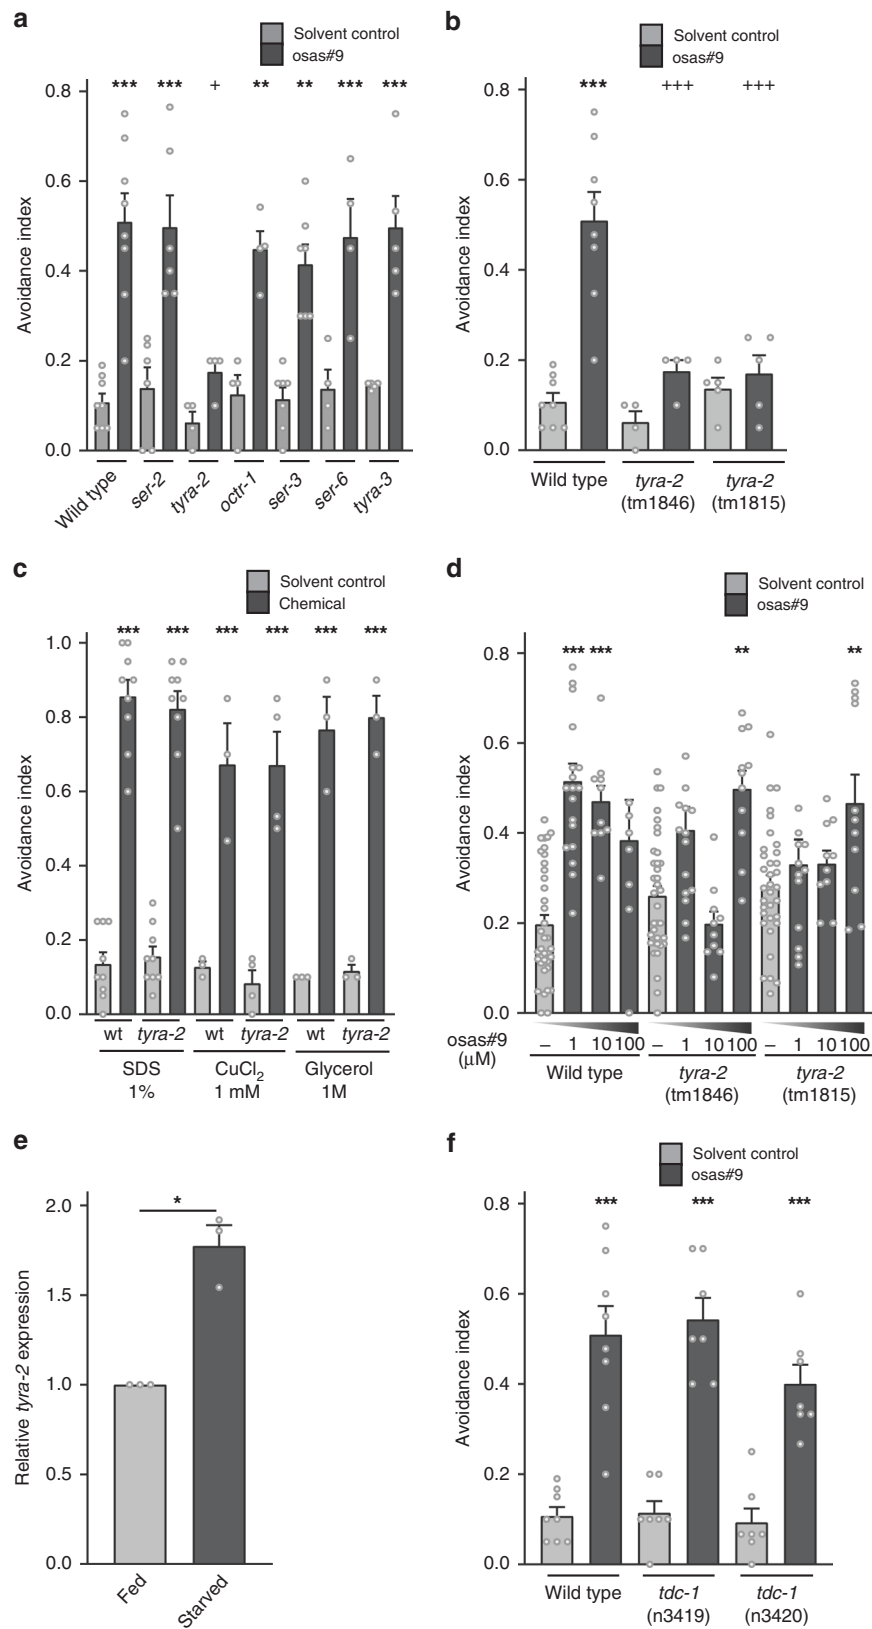 a
Solvent control
osas#9
*** *** + ** ** *** ***
0.8
0.6
0.4
0.2
0.0
Avoidance index
Wild type
ser-2
tyra-2
octr-1
ser-3
ser-6
tyra-3
b
Solvent control
osas#9
*** +++ +++
0.8
0.6
0.4
0.2
0.0
Avoidance index
Wild type tyra-2 tyra-2
(tm1846) (tm1815)
c
Solvent control
Chemical
*** *** *** *** *** ***
1.0
0.8
0.6
0.4
0.2
0.0
Avoidance index
wt tyra-2 wt tyra-2 wt tyra-2
SDS CuCl2 Glycerol
1% 1 mM 1M
d
Solvent control
osas#9
*** *** ** **
0.8
0.6
0.4
0.2
0.0
Avoidance index
osas#9 – 1 10 100 – 1 10 100 – 1 10 100
(μM)
Wild type tyra-2 tyra-2
(tm1846) (tm1815)
e
*
2.0
1.5
1.0
0.5
0.0
Relative tyra-2 expression
Fed
Starved
f
Solvent control
osas#9
*** *** ***
0.8
0.6
0.4
0.2
0.0
Avoidance index
Wild type tdc-1 tdc-1
(n3419) (n3420)